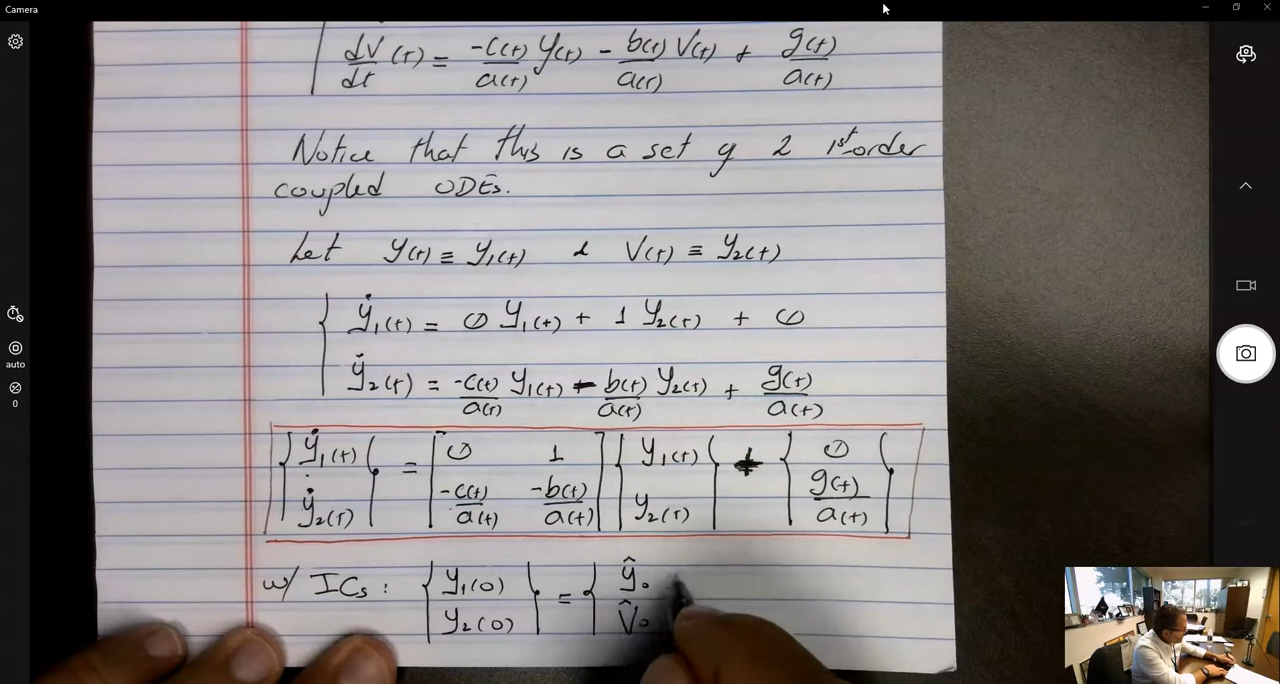 Camera
dV(t)/dt = -c(t)/a(t) y(t) - b(t)/a(t) V(t) + g(t)/a(t)
Notice that this is a set of 2 1st order
coupled ODEs.
Let y(t) ≡ y₁(t) & V(t) ≡ y₂(t)
ẏ₁(t) = 0 y₁(t) + 1 y₂(t) + 0
ẏ₂(t) = -c(t)/a(t) y₁(t) - b(t)/a(t) y₂(t) + g(t)/a(t)
{ẏ₁(t) ẏ₂(t)} = [0 1 -c(t)/a(t) -b(t)/a(t)] {y₁(t) y₂(t)} + {0 g(t)/a(t)}
w/ ICs : {y₁(0) y₂(0)} = {ŷ₀ V̂₀
auto
0